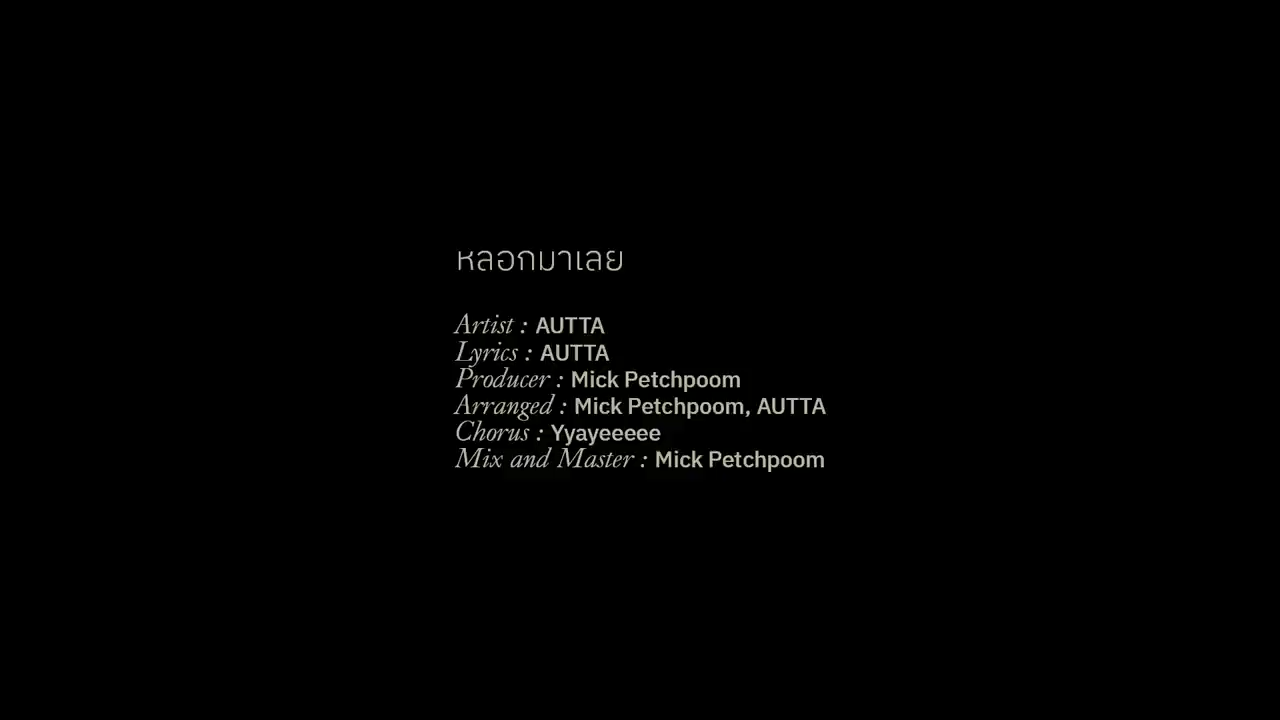 หลอกมาเลย
Artist : AUTTA
Lyrics : AUTTA
Producer : Mick Petchpoom
Arranged : Mick Petchpoom, AUTTA
Chorus : Yyayeeeee
Mix and Master : Mick Petchpoom